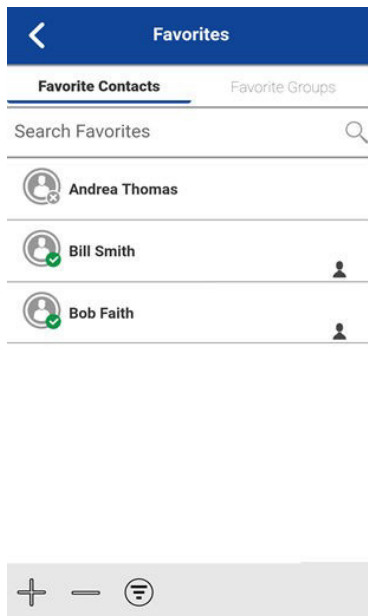 Favorites
Favorite Contacts Favorite Groups
Search Favorites
Andrea Thomas
Bill Smith
Bob Faith